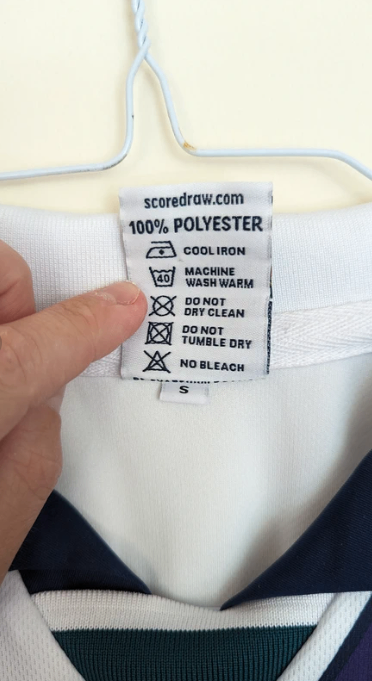 scoredraw.com
100% POLYESTER
COOL IRON
40
MACHINE
WASH WARM
DO NOT
DRY CLEAN
DO NOT
TUMBLE DRY
NO BLEACH
S